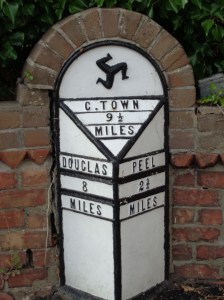 C. TOWN
9½
MILES
DOUGLAS
8
MILES
PEEL
2½
MILES